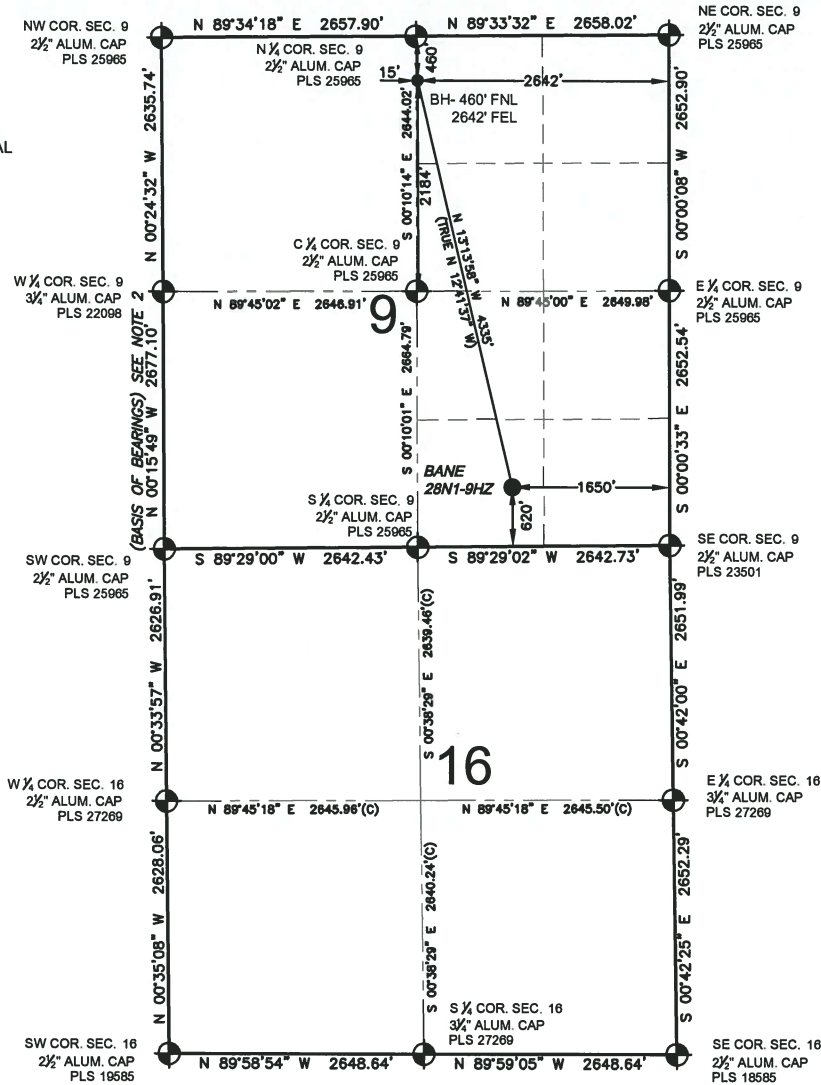 NW COR. SEC. 9
2½" ALUM. CAP
PLS 25965
N 89°34'18" E 2657.90'
N 89°33'32" E 2658.02'
NE COR. SEC. 9
2½" ALUM. CAP
PLS 25965
N ¼ COR. SEC. 9
2½" ALUM. CAP
PLS 25965
460'
15'
2642'
BH- 460' FNL
2642' FEL
N 00°24'32" W 2635.74'
S 00°10'14" E 2644.02'
2184'
S 00°00'08" W 2652.90'
AL
N 13°13'58" W 4335'
(TRUE N 12°41'37" W)
C ¼ COR. SEC. 9
2½" ALUM. CAP
PLS 25965
W ¼ COR. SEC. 9
3¼" ALUM. CAP
PLS 22098
N 89°45'02" E 2646.91'
9
N 89°45'00" E 2649.98'
E ¼ COR. SEC. 9
2½" ALUM. CAP
PLS 25965
(BASIS OF BEARINGS) SEE NOTE 2
N 00°15'49" W 2677.10'
S 00°10'01" E 2664.79'
S 00°00'33" E 2652.54'
BANE
28N1-9HZ
1650'
620'
S ¼ COR. SEC. 9
2½" ALUM. CAP
PLS 25965
SW COR. SEC. 9
2½" ALUM. CAP
PLS 25965
S 89°29'00" W 2642.43'
S 89°29'02" W 2642.73'
SE COR. SEC. 9
2½" ALUM. CAP
PLS 23501
N 00°33'57" W 2626.91'
S 00°38'29" E 2639.46'(C)
S 00°42'00" E 2651.99'
16
W ¼ COR. SEC. 16
2½" ALUM. CAP
PLS 27269
N 89°45'18" E 2645.96'(C)
N 89°45'18" E 2645.50'(C)
E ¼ COR. SEC. 16
3¼" ALUM. CAP
PLS 27269
N 00°35'08" W 2628.06'
S 00°38'29" E 2640.24'(C)
S 00°42'25" E 2652.29'
S ¼ COR. SEC. 16
3¼" ALUM. CAP
PLS 27269
SW COR. SEC. 16
2½" ALUM. CAP
PLS 19585
N 89°58'54" W 2648.64'
N 89°59'05" W 2648.64'
SE COR. SEC. 16
2½" ALUM. CAP
PLS 18585